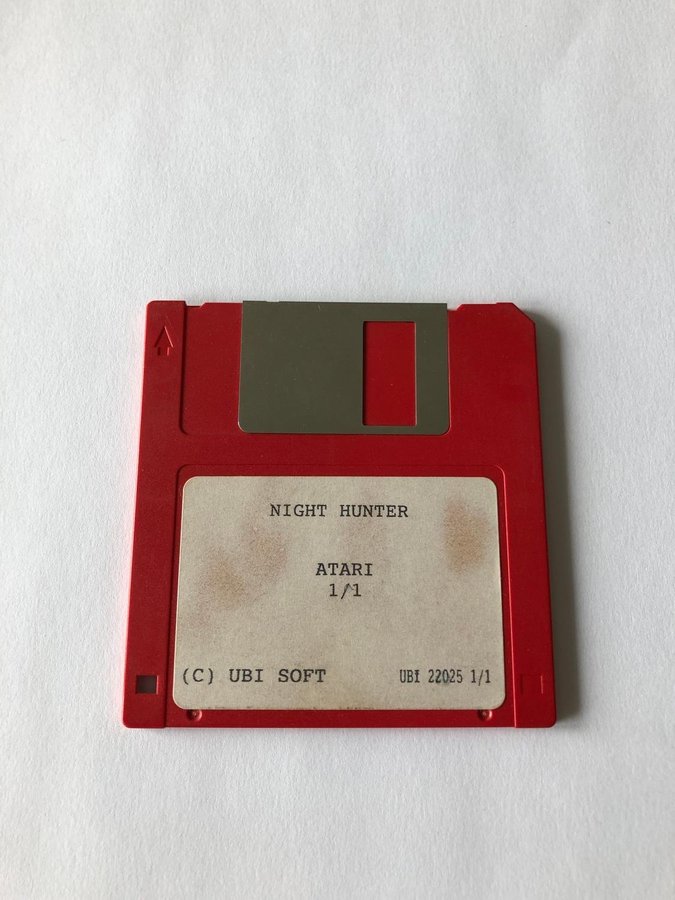 NIGHT HUNTER
ATARI
1/1
(C) UBI SOFT UBI 22025 1/1